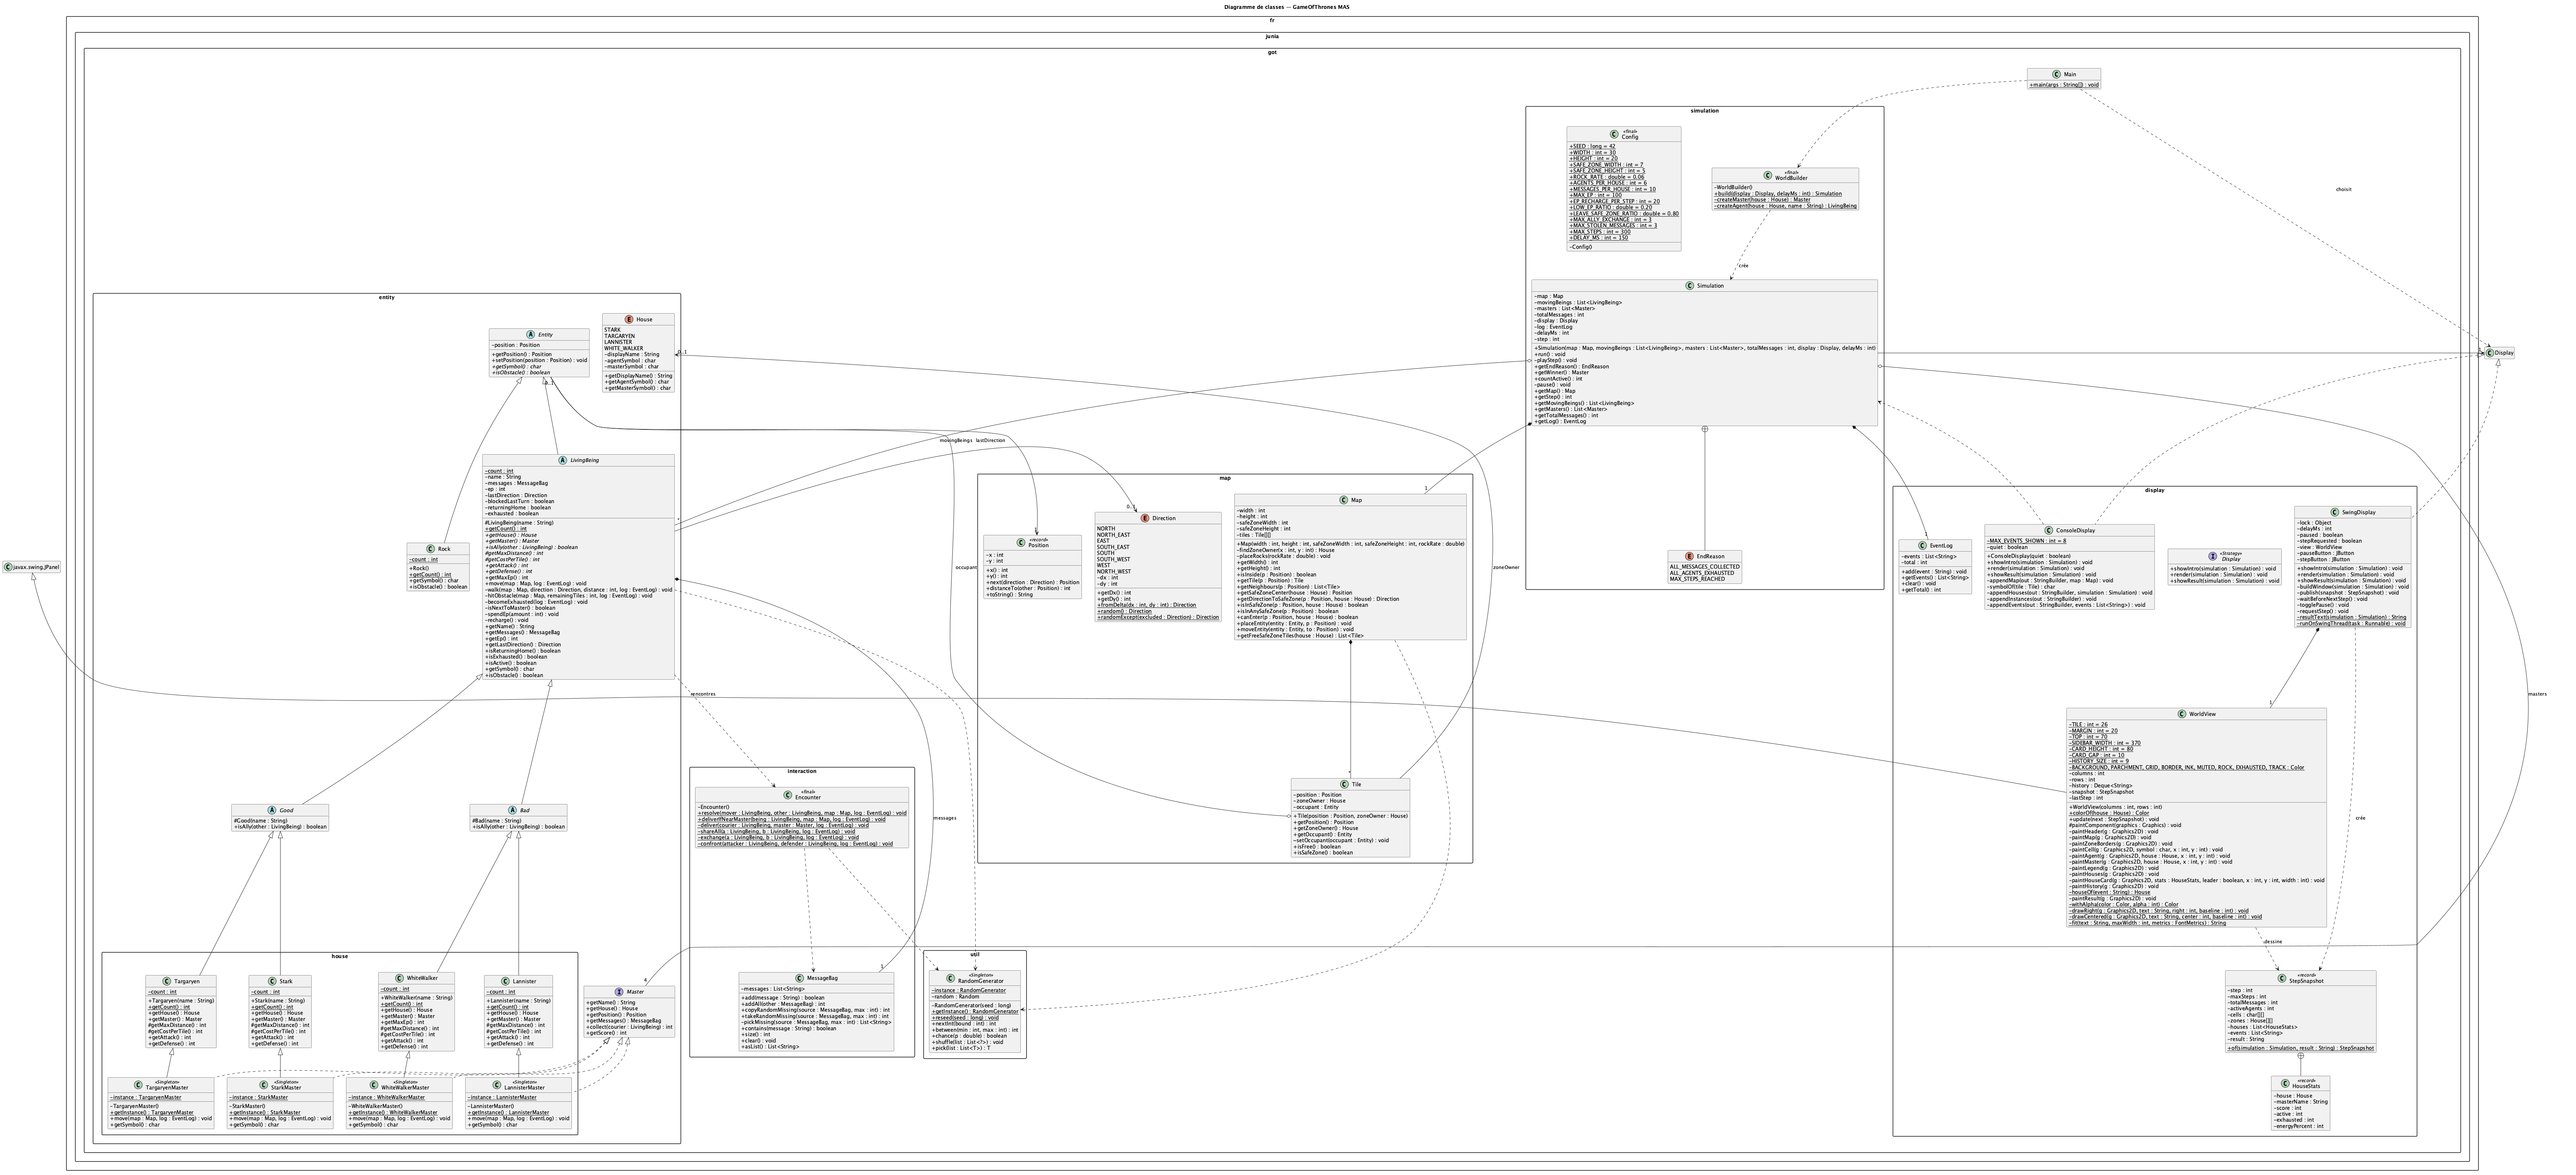 Diagramme de classes — GameOfThrones MAS
fr
junia
got
Main
+main(args : String[]) : void
choisit
simulation
«final»
Config
+SEED : long = 42
+WIDTH : int = 30
+HEIGHT : int = 20
+SAFE_ZONE_WIDTH : int = 7
+SAFE_ZONE_HEIGHT : int = 5
+ROCK_RATE : double = 0.06
+AGENTS_PER_HOUSE : int = 6
+MESSAGES_PER_HOUSE : int = 10
+MAX_EP : int = 100
+EP_RECHARGE_PER_STEP : int = 20
+LOW_EP_RATIO : double = 0.20
+LEAVE_SAFE_ZONE_RATIO : double = 0.80
+MAX_ALLY_EXCHANGE : int = 3
+MAX_STOLEN_MESSAGES : int = 3
+MAX_STEPS : int = 300
+DELAY_MS : int = 150
-Config()
«final»
WorldBuilder
-WorldBuilder()
+build(display : Display, delayMs : int) : Simulation
-createMaster(house : House) : Master
-createAgent(house : House, name : String) : LivingBeing
crée
Simulation
-map : Map
-movingBeings : List<LivingBeing>
-masters : List<Master>
-totalMessages : int
-display : Display
-log : EventLog
-delayMs : int
-step : int
+Simulation(map : Map, movingBeings : List<LivingBeing>, masters : List<Master>, totalMessages : int, display : Display, delayMs : int)
+run() : void
-playStep() : void
+getEndReason() : EndReason
+getWinner() : Master
+countActive() : int
-pause() : void
+getMap() : Map
+getStep() : int
+getMovingBeings() : List<LivingBeing>
+getMasters() : List<Master>
+getTotalMessages() : int
+getLog() : EventLog
EndReason
ALL_MESSAGES_COLLECTED
ALL_AGENTS_EXHAUSTED
MAX_STEPS_REACHED
Display
entity
Entity
-position : Position
+getPosition() : Position
+setPosition(position : Position) : void
+getSymbol() : char
+isObstacle() : boolean
0..1
House
STARK
TARGARYEN
LANNISTER
WHITE_WALKER
-displayName : String
-agentSymbol : char
-masterSymbol : char
+getDisplayName() : String
+getAgentSymbol() : char
+getMasterSymbol() : char
0..1
movingBeings
lastDirection
LivingBeing
-count : int
-name : String
-messages : MessageBag
-ep : int
-lastDirection : Direction
-blockedLastTurn : boolean
-returningHome : boolean
-exhausted : boolean
#LivingBeing(name : String)
+getCount() : int
+getHouse() : House
+getMaster() : Master
+isAlly(other : LivingBeing) : boolean
#getMaxDistance() : int
#getCostPerTile() : int
+getAttack() : int
+getDefense() : int
+getMaxEp() : int
+move(map : Map, log : EventLog) : void
-walk(map : Map, direction : Direction, distance : int, log : EventLog) : void
-hitObstacle(map : Map, remainingTiles : int, log : EventLog) : void
-becomeExhausted(log : EventLog) : void
-isNextToMaster() : boolean
-spendEp(amount : int) : void
-recharge() : void
+getName() : String
+getMessages() : MessageBag
+getEp() : int
+getLastDirection() : Direction
+isReturningHome() : boolean
+isExhausted() : boolean
+isActive() : boolean
+getSymbol() : char
+isObstacle() : boolean
*
Rock
-count : int
+Rock()
+getCount() : int
+getSymbol() : char
+isObstacle() : boolean
javax.swing.JPanel
rencontres
occupant
zoneOwner
masters
messages
Good
#Good(name : String)
+isAlly(other : LivingBeing) : boolean
Bad
#Bad(name : String)
+isAlly(other : LivingBeing) : boolean
house
Targaryen
-count : int
+Targaryen(name : String)
+getCount() : int
+getHouse() : House
+getMaster() : Master
#getMaxDistance() : int
#getCostPerTile() : int
+getAttack() : int
+getDefense() : int
Stark
-count : int
+Stark(name : String)
+getCount() : int
+getHouse() : House
+getMaster() : Master
#getMaxDistance() : int
#getCostPerTile() : int
+getAttack() : int
+getDefense() : int
WhiteWalker
-count : int
+WhiteWalker(name : String)
+getCount() : int
+getHouse() : House
+getMaster() : Master
+getMaxEp() : int
#getMaxDistance() : int
#getCostPerTile() : int
+getAttack() : int
+getDefense() : int
Lannister
-count : int
+Lannister(name : String)
+getCount() : int
+getHouse() : House
+getMaster() : Master
#getMaxDistance() : int
#getCostPerTile() : int
+getAttack() : int
+getDefense() : int
4
Master
+getName() : String
+getHouse() : House
+getPosition() : Position
+getMessages() : MessageBag
+collect(courier : LivingBeing) : int
+getScore() : int
«Singleton»
TargaryenMaster
-instance : TargaryenMaster
-TargaryenMaster()
+getInstance() : TargaryenMaster
+move(map : Map, log : EventLog) : void
+getSymbol() : char
«Singleton»
StarkMaster
-instance : StarkMaster
-StarkMaster()
+getInstance() : StarkMaster
+move(map : Map, log : EventLog) : void
+getSymbol() : char
«Singleton»
WhiteWalkerMaster
-instance : WhiteWalkerMaster
-WhiteWalkerMaster()
+getInstance() : WhiteWalkerMaster
+move(map : Map, log : EventLog) : void
+getSymbol() : char
«Singleton»
LannisterMaster
-instance : LannisterMaster
-LannisterMaster()
+getInstance() : LannisterMaster
+move(map : Map, log : EventLog) : void
+getSymbol() : char
interaction
«final»
Encounter
-Encounter()
+resolve(mover : LivingBeing, other : LivingBeing, map : Map, log : EventLog) : void
+deliverIfNearMaster(being : LivingBeing, map : Map, log : EventLog) : void
-deliver(courier : LivingBeing, master : Master, log : EventLog) : void
-shareAll(a : LivingBeing, b : LivingBeing, log : EventLog) : void
-exchange(a : LivingBeing, b : LivingBeing, log : EventLog) : void
-confront(attacker : LivingBeing, defender : LivingBeing, log : EventLog) : void
1
MessageBag
-messages : List<String>
+add(message : String) : boolean
+addAll(other : MessageBag) : int
+copyRandomMissing(source : MessageBag, max : int) : int
+takeRandomMissing(source : MessageBag, max : int) : int
-pickMissing(source : MessageBag, max : int) : List<String>
+contains(message : String) : boolean
+size() : int
+clear() : void
+asList() : List<String>
util
«Singleton»
RandomGenerator
-instance : RandomGenerator
-random : Random
-RandomGenerator(seed : long)
+getInstance() : RandomGenerator
+reseed(seed : long) : void
+nextInt(bound : int) : int
+between(min : int, max : int) : int
+chance(p : double) : boolean
+shuffle(list : List<?>) : void
+pick(list : List<T>) : T
map
1
«record»
Position
-x : int
-y : int
+x() : int
+y() : int
+next(direction : Direction) : Position
+distanceTo(other : Position) : int
+toString() : String
0..1
Direction
NORTH
NORTH_EAST
EAST
SOUTH_EAST
SOUTH
SOUTH_WEST
WEST
NORTH_WEST
-dx : int
-dy : int
+getDx() : int
+getDy() : int
+fromDelta(dx : int, dy : int) : Direction
+random() : Direction
+randomExcept(excluded : Direction) : Direction
1
Map
-width : int
-height : int
-safeZoneWidth : int
-safeZoneHeight : int
-tiles : Tile[][]
+Map(width : int, height : int, safeZoneWidth : int, safeZoneHeight : int, rockRate : double)
-findZoneOwner(x : int, y : int) : House
-placeRocks(rockRate : double) : void
+getWidth() : int
+getHeight() : int
+isInside(p : Position) : boolean
+getTile(p : Position) : Tile
+getNeighbours(p : Position) : List<Tile>
+getSafeZoneCenter(house : House) : Position
+getDirectionToSafeZone(p : Position, house : House) : Direction
+isInSafeZone(p : Position, house : House) : boolean
+isInAnySafeZone(p : Position) : boolean
+canEnter(p : Position, house : House) : boolean
+placeEntity(entity : Entity, p : Position) : void
+moveEntity(entity : Entity, to : Position) : void
+getFreeSafeZoneTiles(house : House) : List<Tile>
*
Tile
-position : Position
-zoneOwner : House
-occupant : Entity
+Tile(position : Position, zoneOwner : House)
+getPosition() : Position
+getZoneOwner() : House
+getOccupant() : Entity
~setOccupant(occupant : Entity) : void
+isFree() : boolean
+isSafeZone() : boolean
display
1
EventLog
-events : List<String>
-total : int
+add(event : String) : void
+getEvents() : List<String>
+clear() : void
+getTotal() : int
ConsoleDisplay
-MAX_EVENTS_SHOWN : int = 8
-quiet : boolean
+ConsoleDisplay(quiet : boolean)
+showIntro(simulation : Simulation) : void
+render(simulation : Simulation) : void
+showResult(simulation : Simulation) : void
-appendMap(out : StringBuilder, map : Map) : void
-symbolOf(tile : Tile) : char
-appendHouses(out : StringBuilder, simulation : Simulation) : void
-appendInstances(out : StringBuilder) : void
-appendEvents(out : StringBuilder, events : List<String>) : void
«Strategy»
Display
+showIntro(simulation : Simulation) : void
+render(simulation : Simulation) : void
+showResult(simulation : Simulation) : void
SwingDisplay
-lock : Object
-delayMs : int
-paused : boolean
-stepRequested : boolean
-view : WorldView
-pauseButton : JButton
-stepButton : JButton
+showIntro(simulation : Simulation) : void
+render(simulation : Simulation) : void
+showResult(simulation : Simulation) : void
-buildWindow(simulation : Simulation) : void
-publish(snapshot : StepSnapshot) : void
-waitBeforeNextStep() : void
-togglePause() : void
-requestStep() : void
-resultText(simulation : Simulation) : String
-runOnSwingThread(task : Runnable) : void
1
WorldView
-TILE : int = 26
-MARGIN : int = 20
-TOP : int = 70
-SIDEBAR_WIDTH : int = 370
-CARD_HEIGHT : int = 80
-CARD_GAP : int = 10
-HISTORY_SIZE : int = 9
-BACKGROUND, PARCHMENT, GRID, BORDER, INK, MUTED, ROCK, EXHAUSTED, TRACK : Color
-columns : int
-rows : int
-history : Deque<String>
-snapshot : StepSnapshot
-lastStep : int
+WorldView(columns : int, rows : int)
+colorOf(house : House) : Color
+update(next : StepSnapshot) : void
#paintComponent(graphics : Graphics) : void
-paintHeader(g : Graphics2D) : void
-paintMap(g : Graphics2D) : void
-paintZoneBorders(g : Graphics2D) : void
-paintCell(g : Graphics2D, symbol : char, x : int, y : int) : void
-paintAgent(g : Graphics2D, house : House, x : int, y : int) : void
-paintMaster(g : Graphics2D, house : House, x : int, y : int) : void
-paintLegend(g : Graphics2D) : void
-paintHouses(g : Graphics2D) : void
-paintHouseCard(g : Graphics2D, stats : HouseStats, leader : boolean, x : int, y : int, width : int) : void
-paintHistory(g : Graphics2D) : void
-paintResult(g : Graphics2D) : void
-houseOf(event : String) : House
-withAlpha(color : Color, alpha : int) : Color
-drawRight(g : Graphics2D, text : String, right : int, baseline : int) : void
-drawCentered(g : Graphics2D, text : String, center : int, baseline : int) : void
-fit(text : String, maxWidth : int, metrics : FontMetrics) : String
crée
dessine
«record»
StepSnapshot
-step : int
-maxSteps : int
-totalMessages : int
-activeAgents : int
-cells : char[][]
-zones : House[][]
-houses : List<HouseStats>
-events : List<String>
-result : String
+of(simulation : Simulation, result : String) : StepSnapshot
«record»
HouseStats
-house : House
-masterName : String
-score : int
-active : int
-exhausted : int
-energyPercent : int